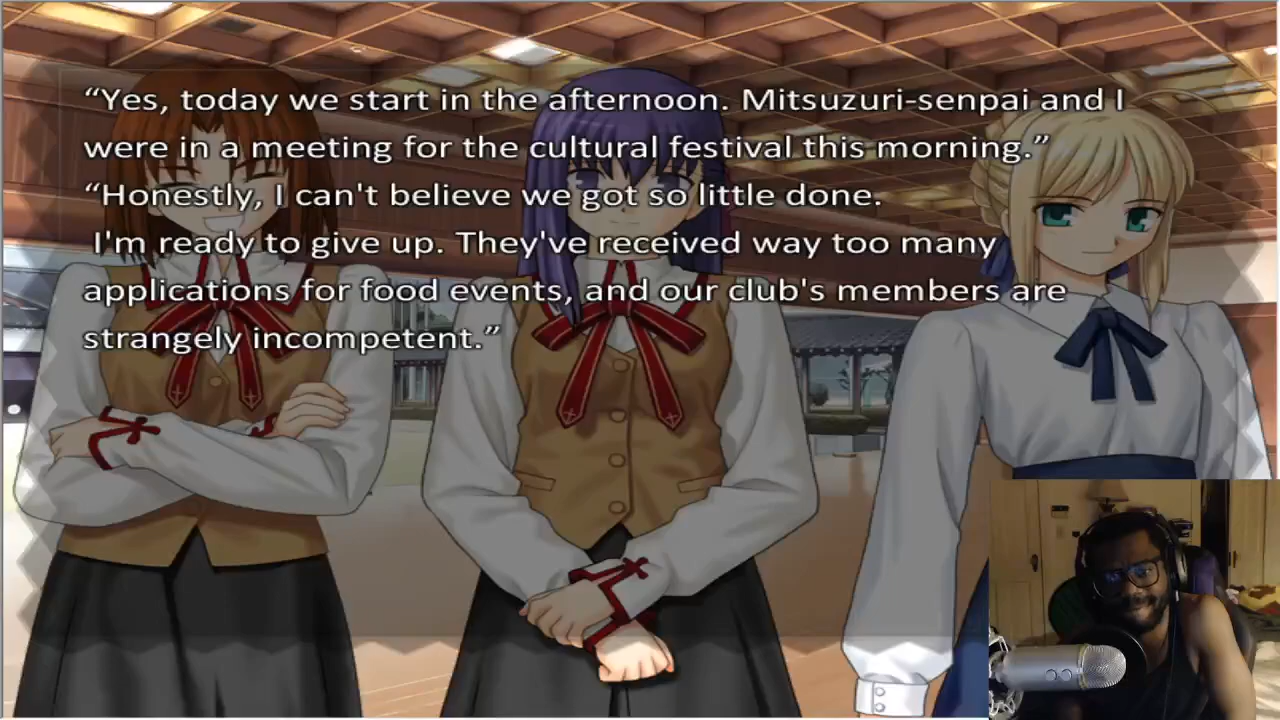 “Yes, today we start in the afternoon. Mitsuzuri-senpai and I
were in a meeting for the cultural festival this morning.”
“Honestly, I can't believe we got so little done.
I'm ready to give up. They've received way too many
applications for food events, and our club's members are
strangely incompetent.”